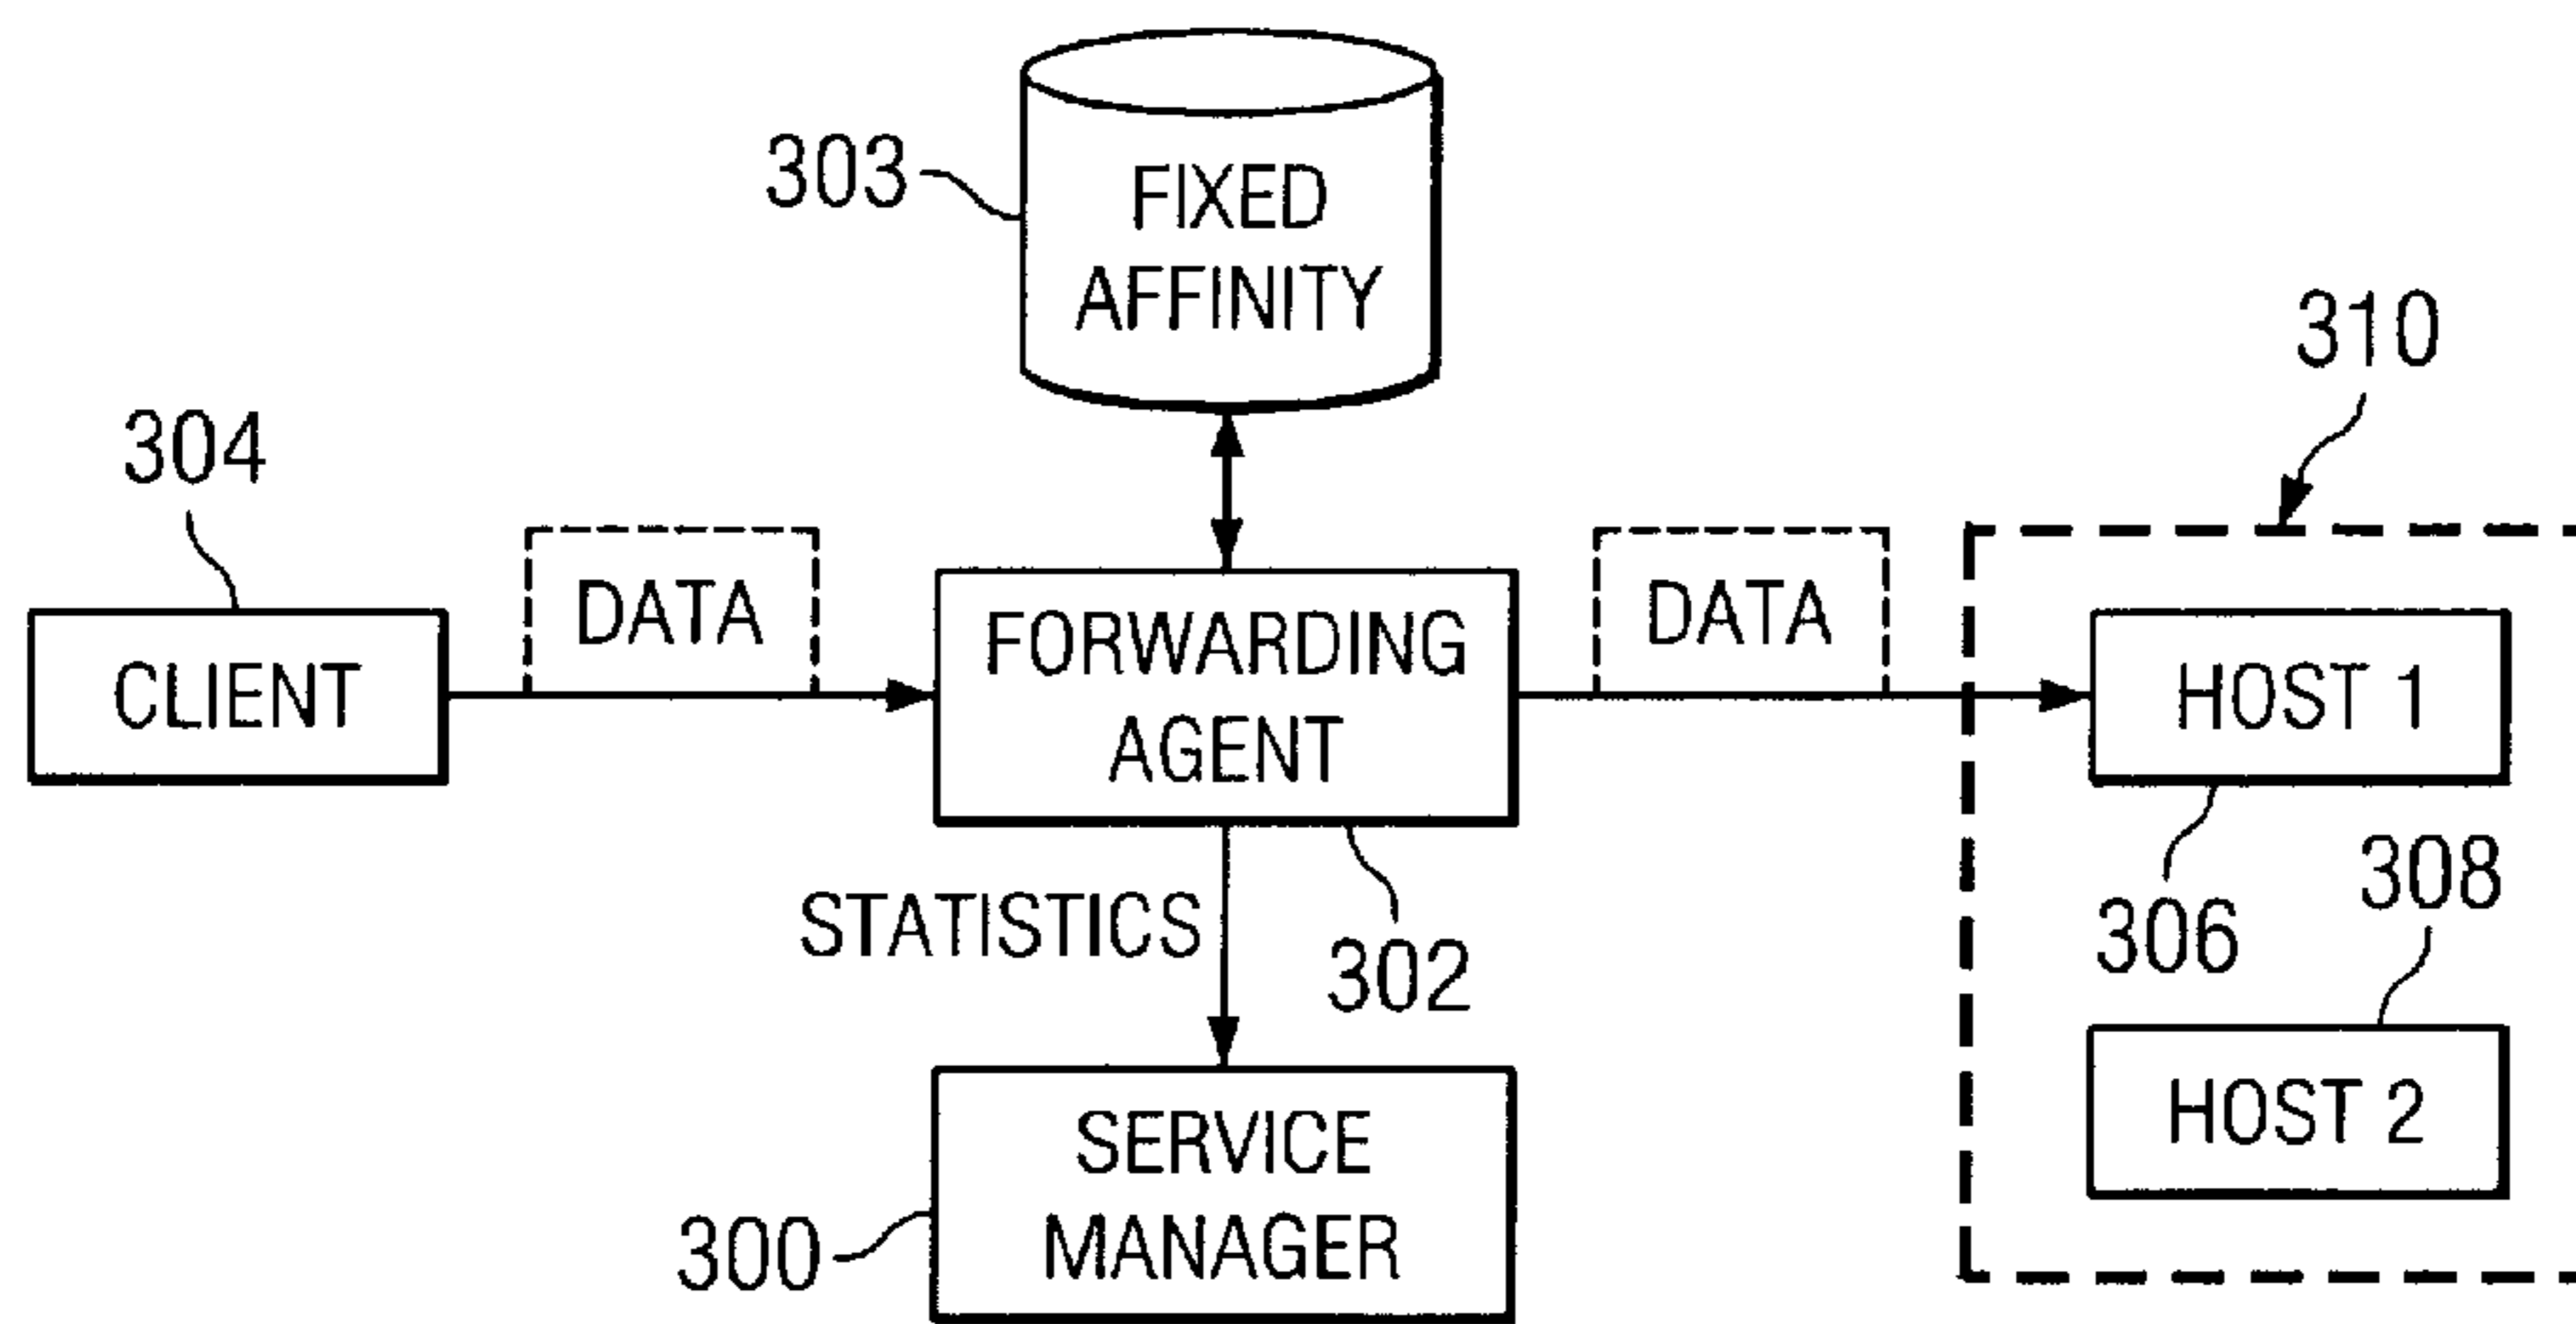 303
FIXED
AFFINITY
310
304
DATA
DATA
CLIENT
FORWARDING
AGENT
HOST 1
STATISTICS
302
306
308
SERVICE
MANAGER
300
HOST 2